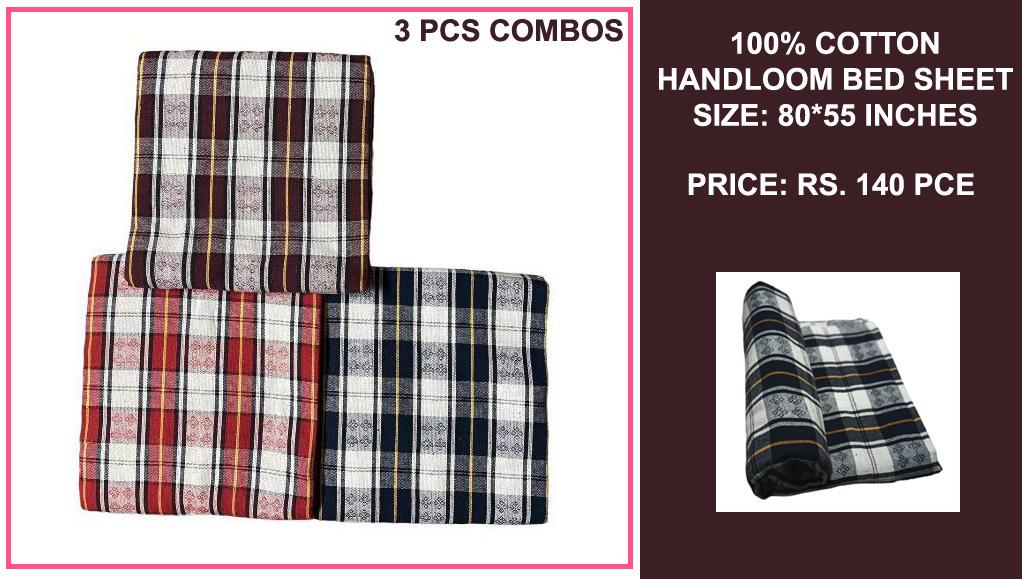 3 PCS COMBOS
100% COTTON
HANDLOOM BED SHEET
SIZE: 80*55 INCHES
PRICE: RS. 140 PCE